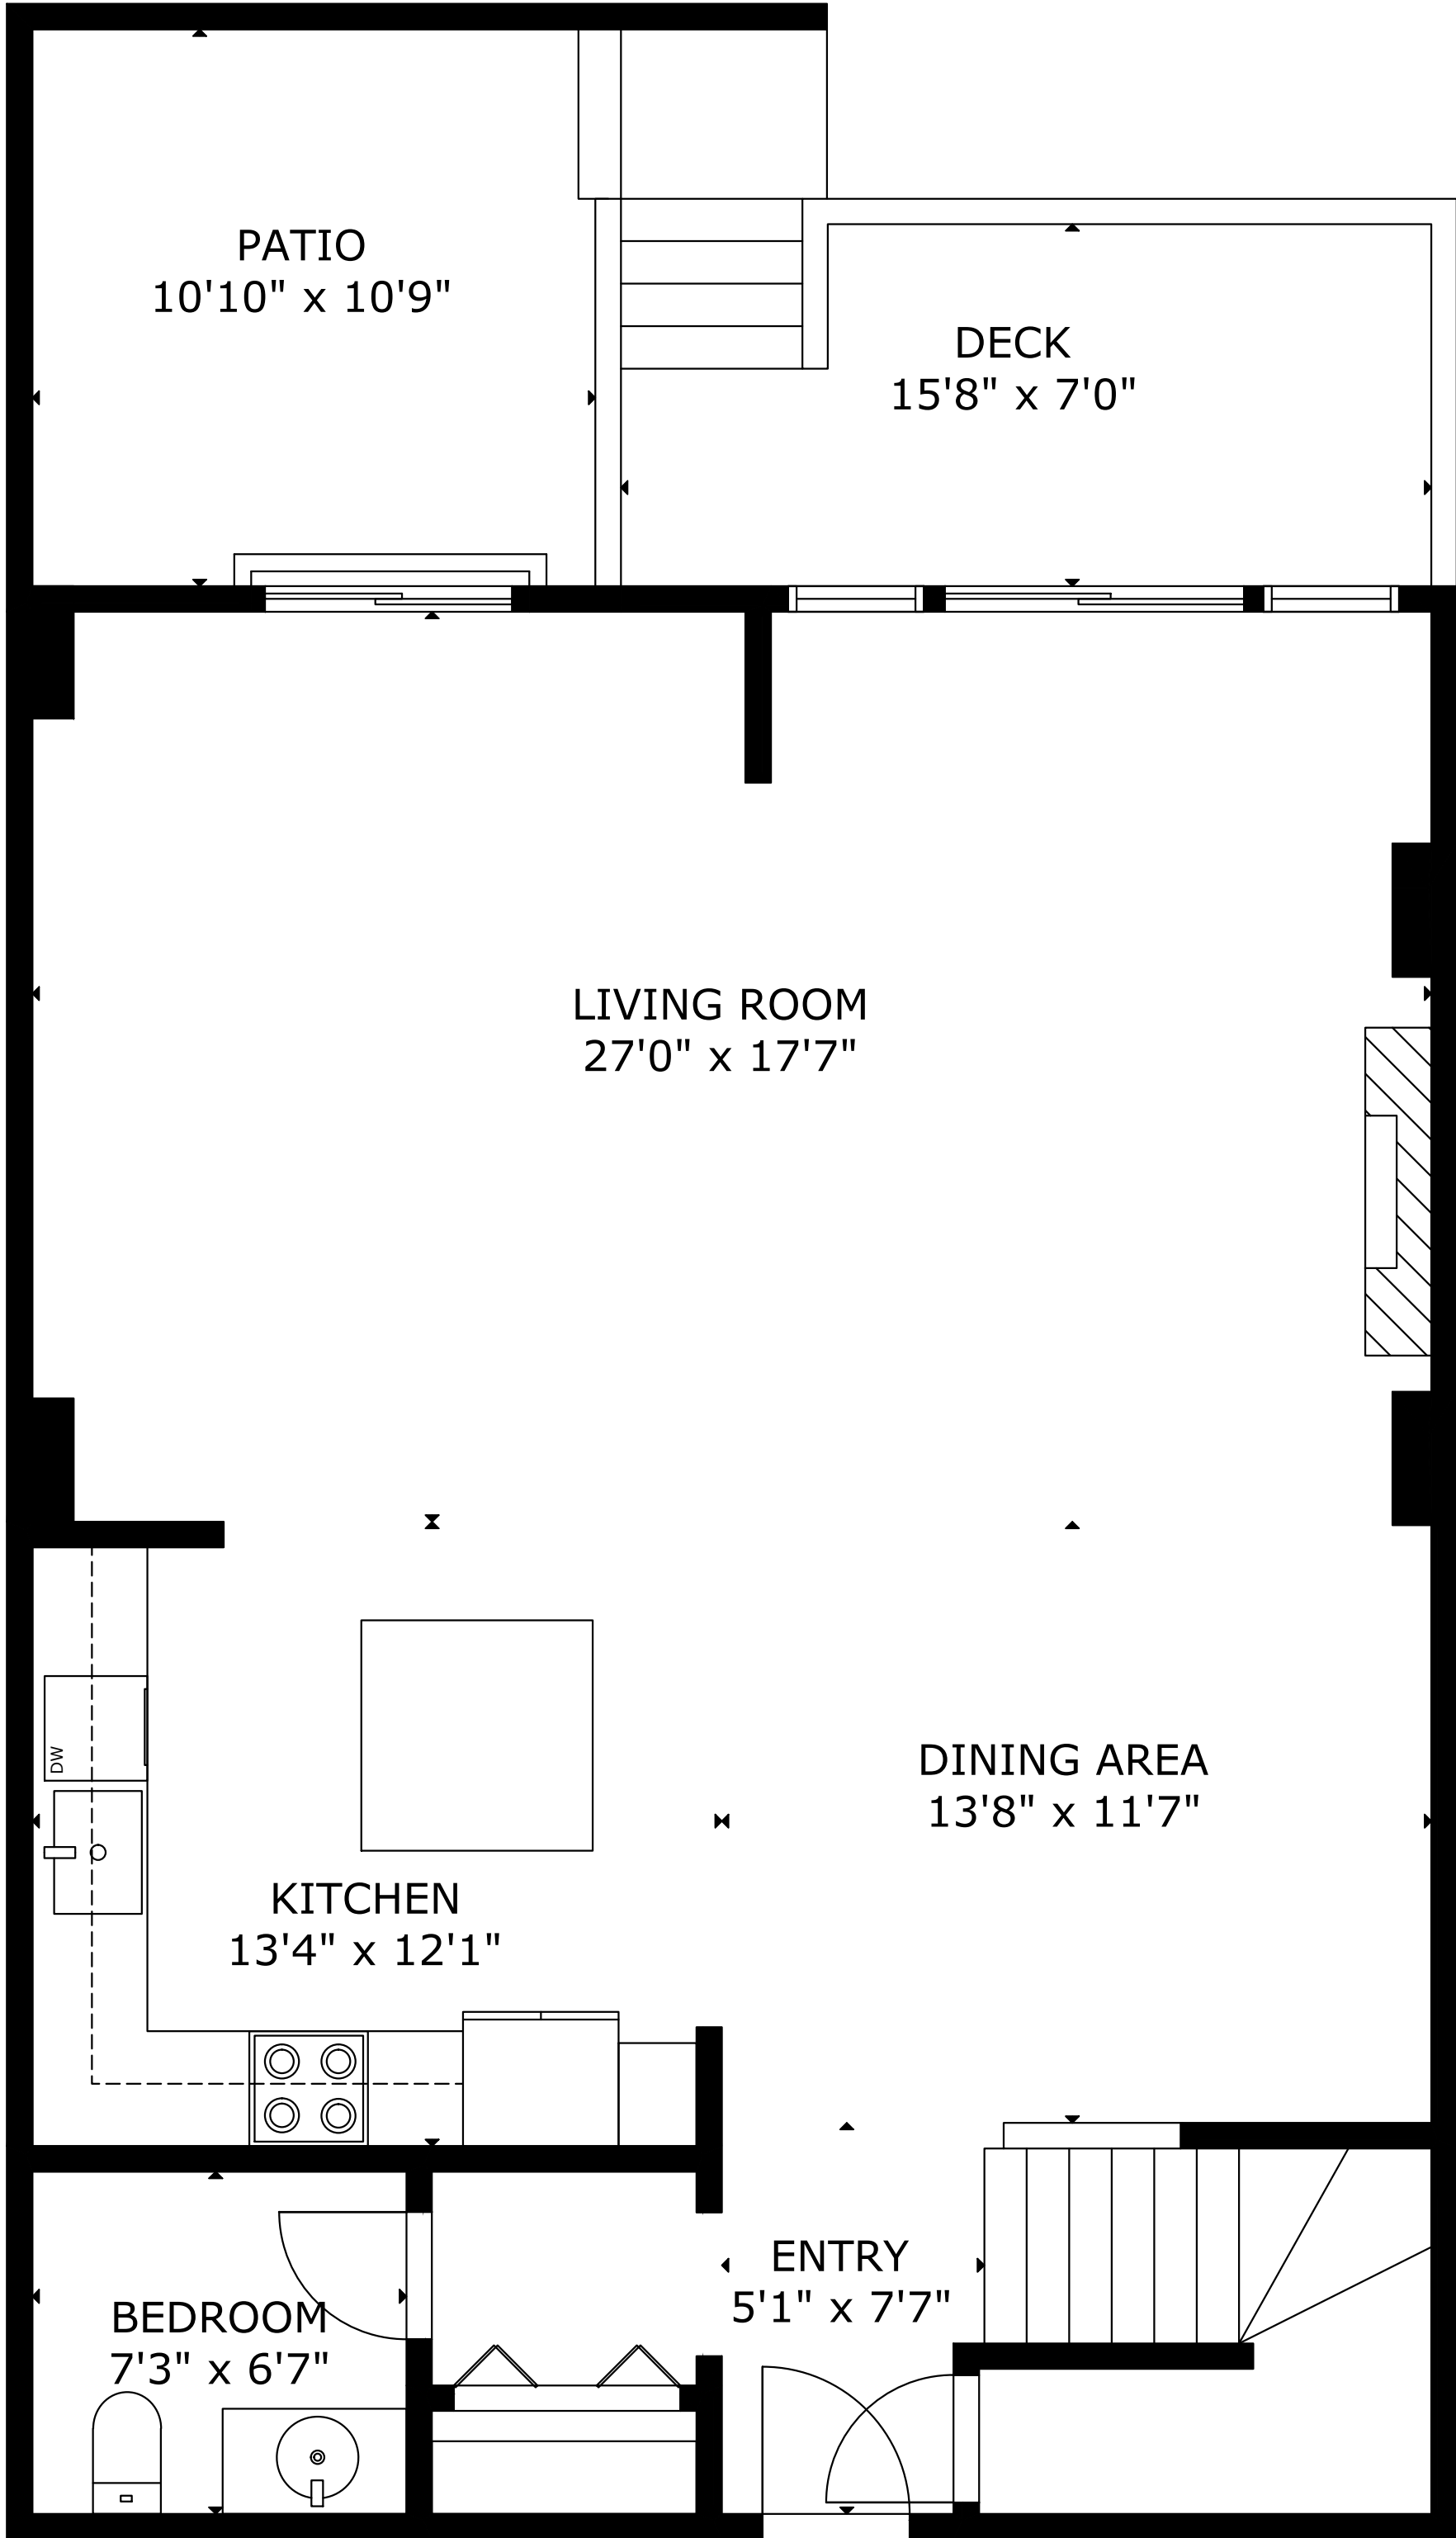 PATIO
10'10" x 10'9"
DECK
15'8" x 7'0"
LIVING ROOM
27'0" x 17'7"
DW
DINING AREA
13'8" x 11'7"
KITCHEN
13'4" x 12'1"
ENTRY
5'1" x 7'7"
BEDROOM
7'3" x 6'7"